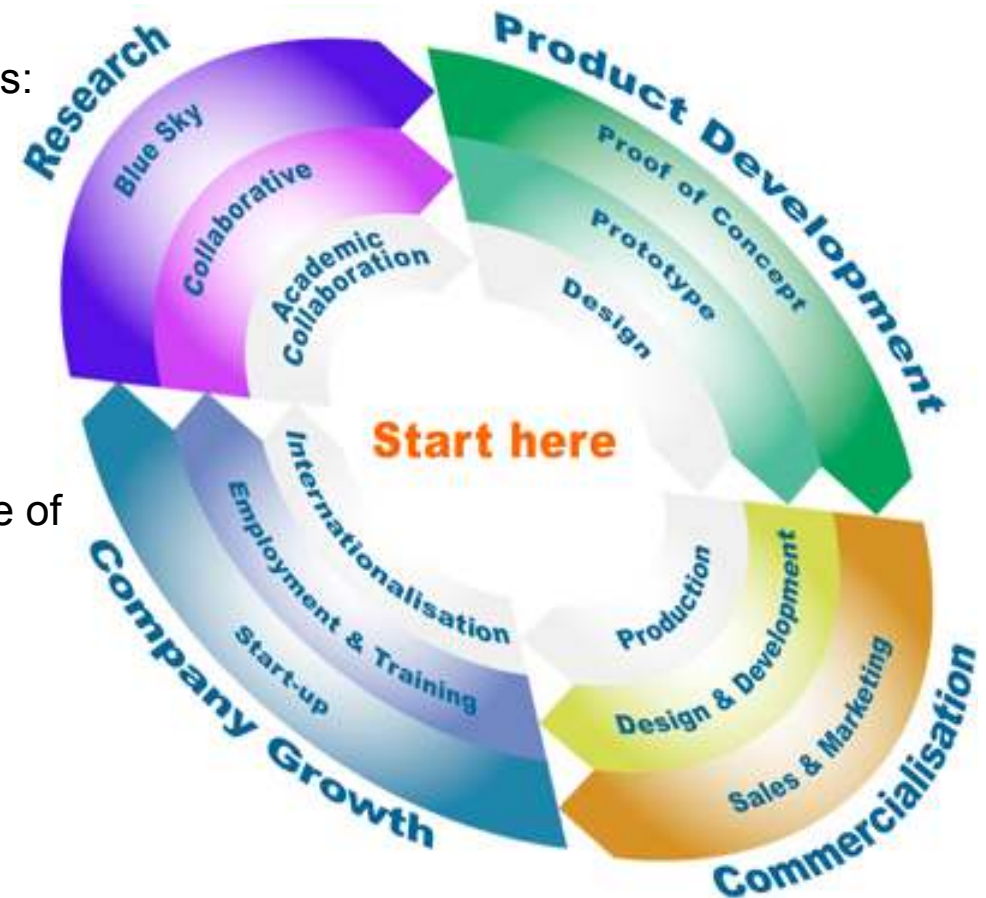 s:
e of
Research
Blue Sky
Collaborative
Academic
Collaboration
Product Development
Proof of Concept
Prototype
Design
Start here
Company Growth
Start-up
Employment & Training
Internationalisation
Production
Design & Development
Sales & Marketing
Commercialisation